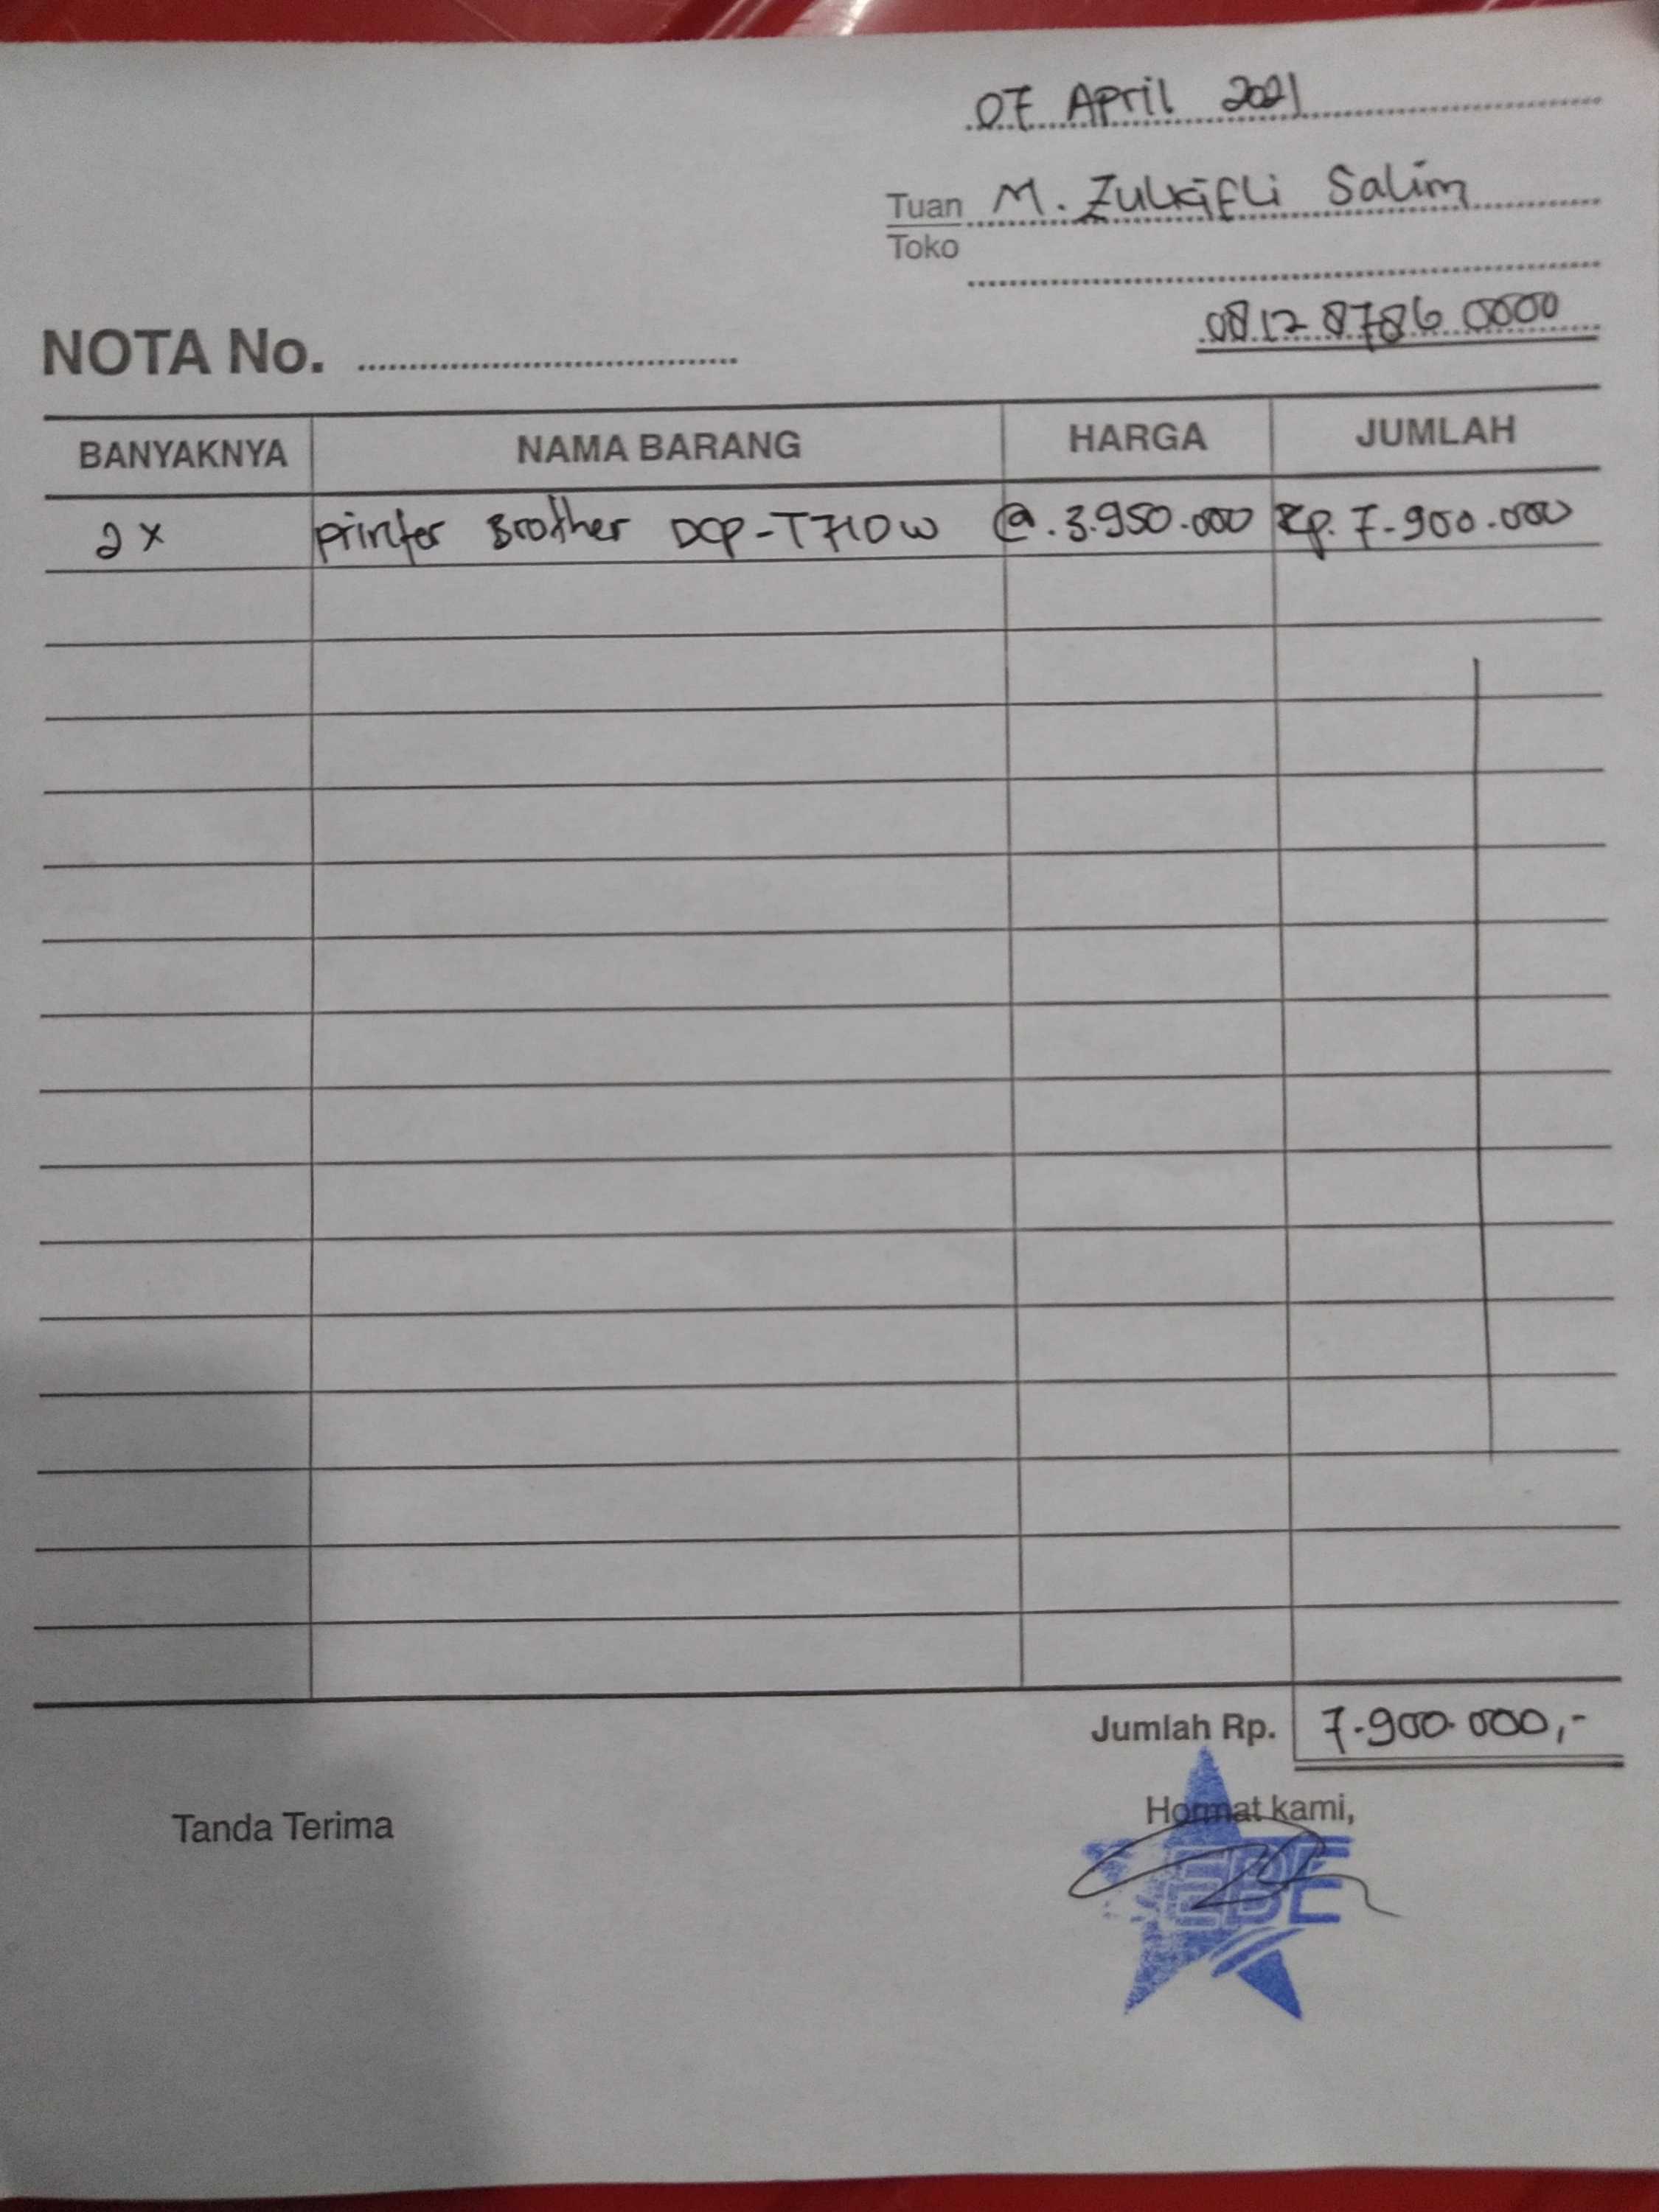 07 April 2021
Tuan M. Zulkifli Salim
Toko
0812 8786 0000
NOTA No.
BANYAKNYA NAMA BARANG HARGA JUMLAH
2x printer Brother DCP-T710W @.3.950.000 Rp. 7.900.000
Jumlah Rp. 7.900.000,-
Tanda Terima Hormat kami,